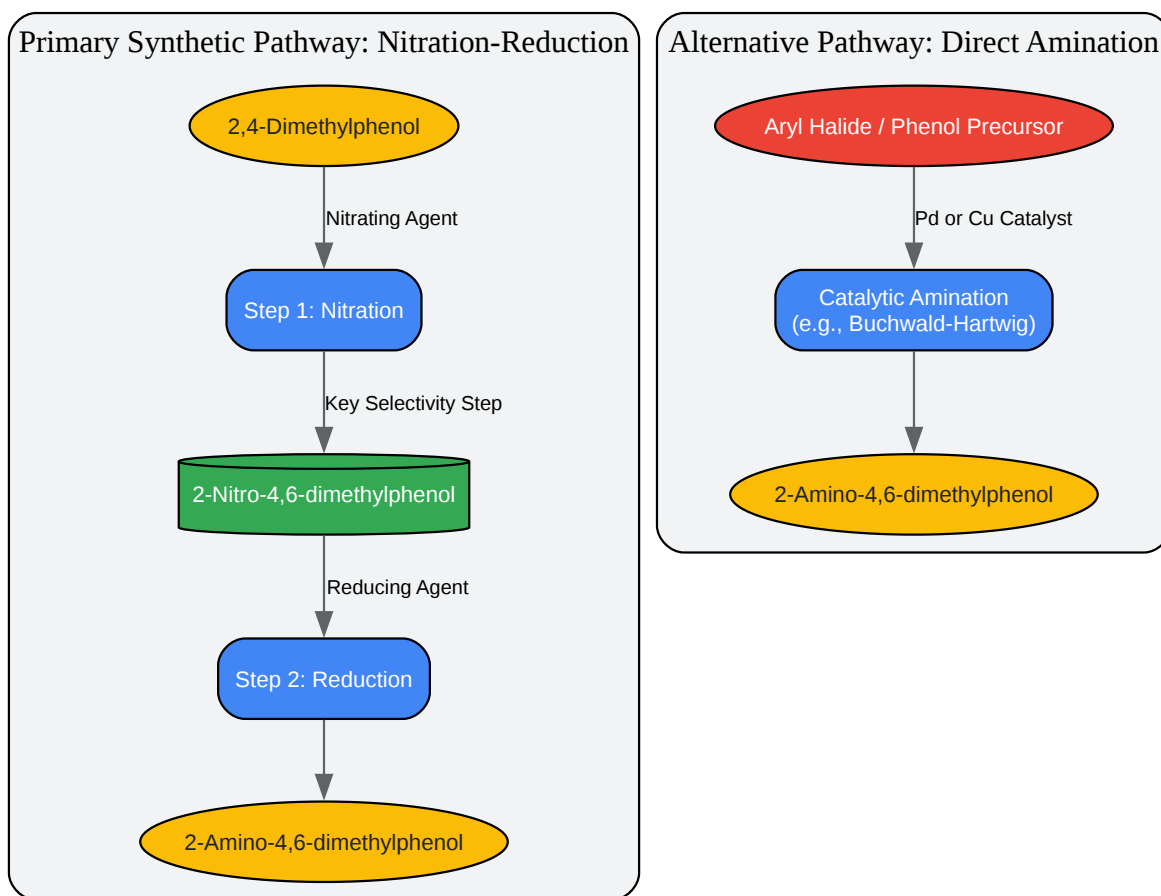 Primary Synthetic Pathway: Nitration-Reduction
2,4-Dimethylphenol
Nitrating Agent
Step 1: Nitration
Key Selectivity Step
2-Nitro-4,6-dimethylphenol
Reducing Agent
Step 2: Reduction
2-Amino-4,6-dimethylphenol
Alternative Pathway: Direct Amination
Aryl Halide / Phenol Precursor
Pd or Cu Catalyst
Catalytic Amination
(e.g., Buchwald-Hartwig)
2-Amino-4,6-dimethylphenol